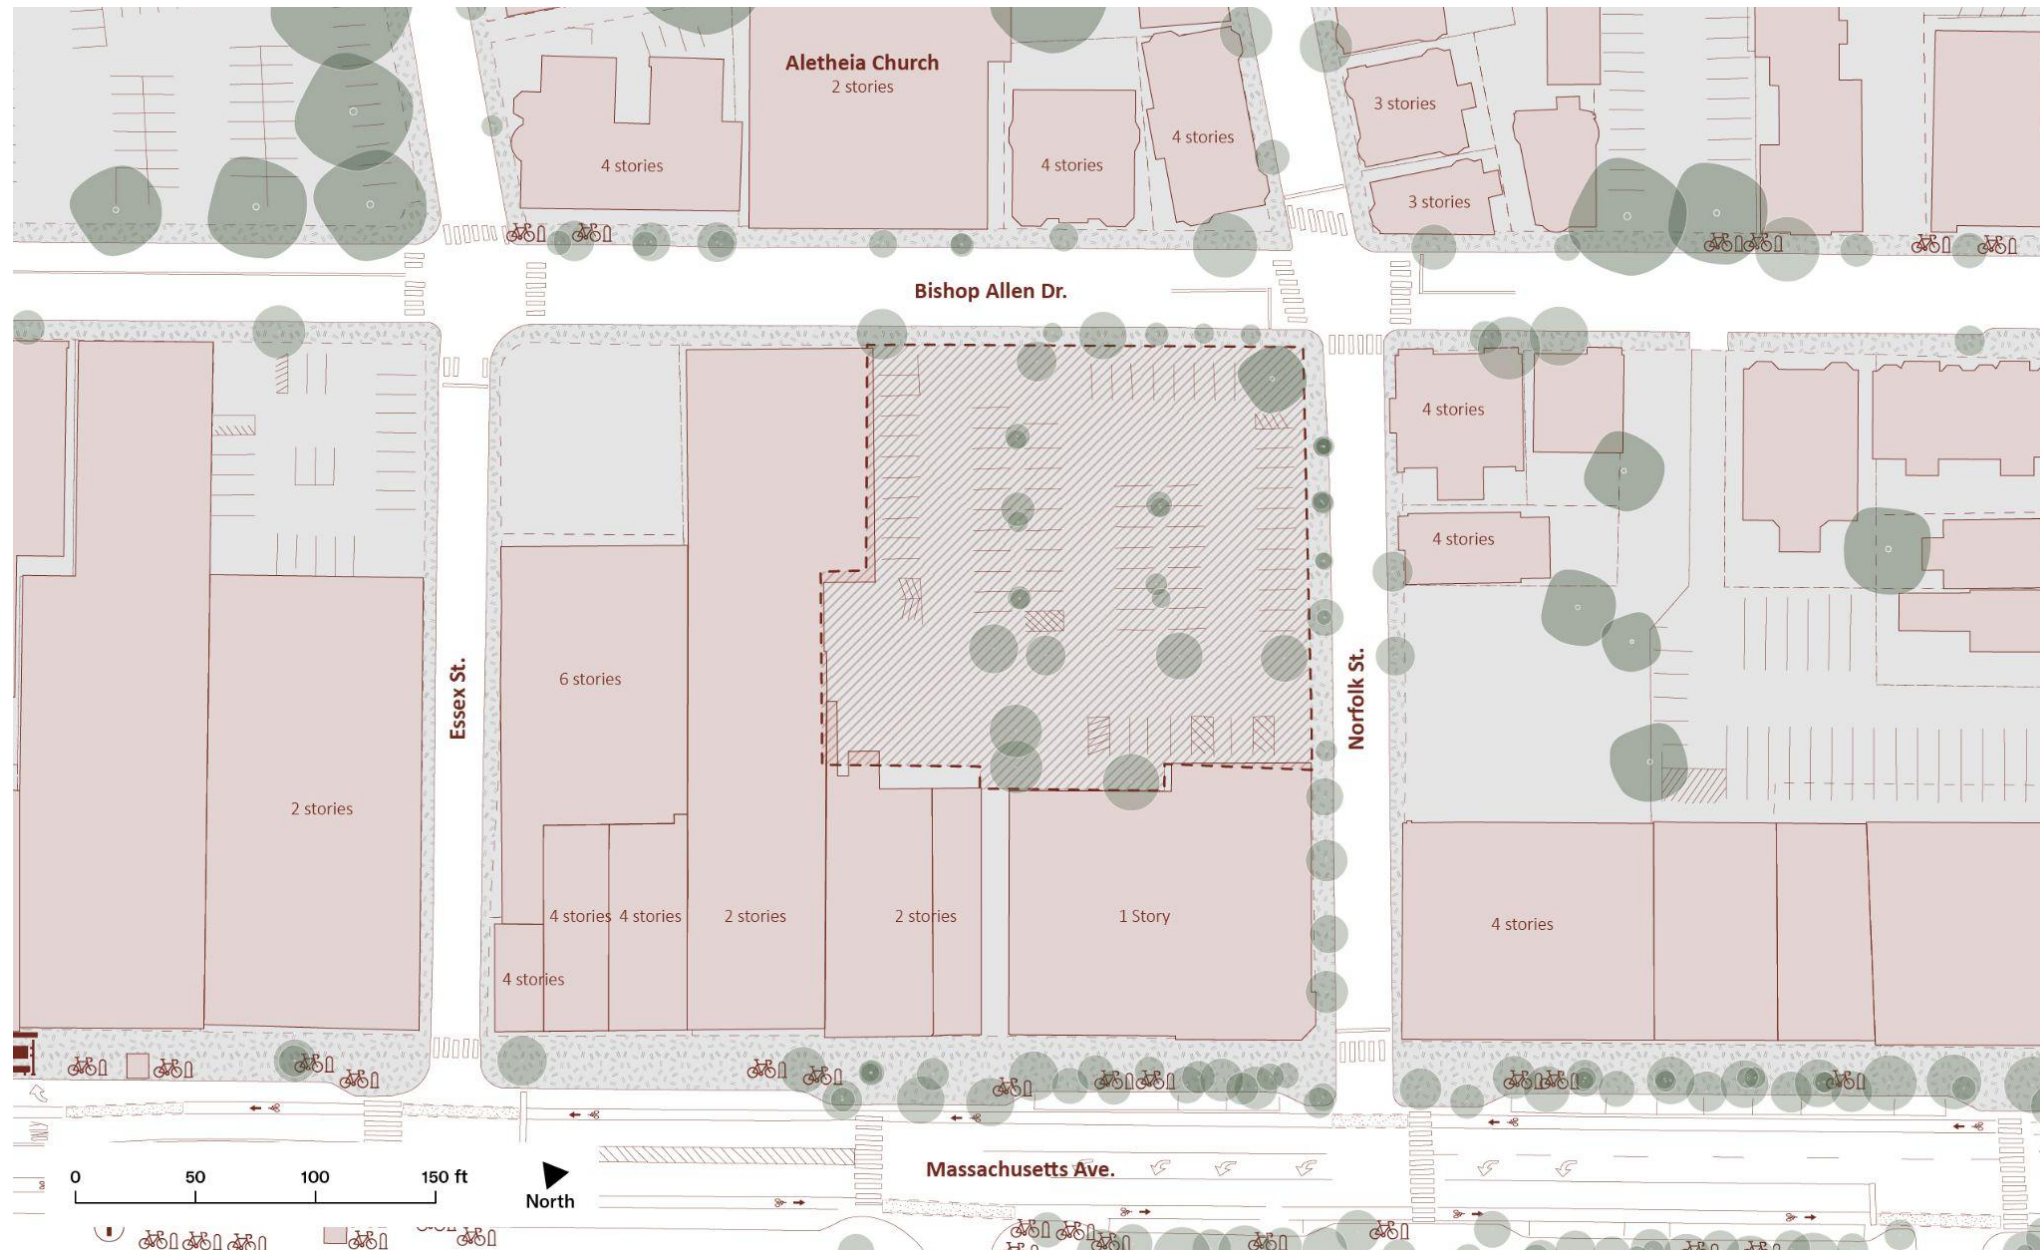 Aletheia Church
2 stories
4 stories
4 stories
4 stories
3 stories
3 stories
Bishop Allen Dr.
4 stories
4 stories
Essex St.
6 stories
Norfolk St.
2 stories
4 stories
4 stories
2 stories
2 stories
1 Story
4 stories
4 stories
Massachusetts Ave.
0 50 100 150 ft
North